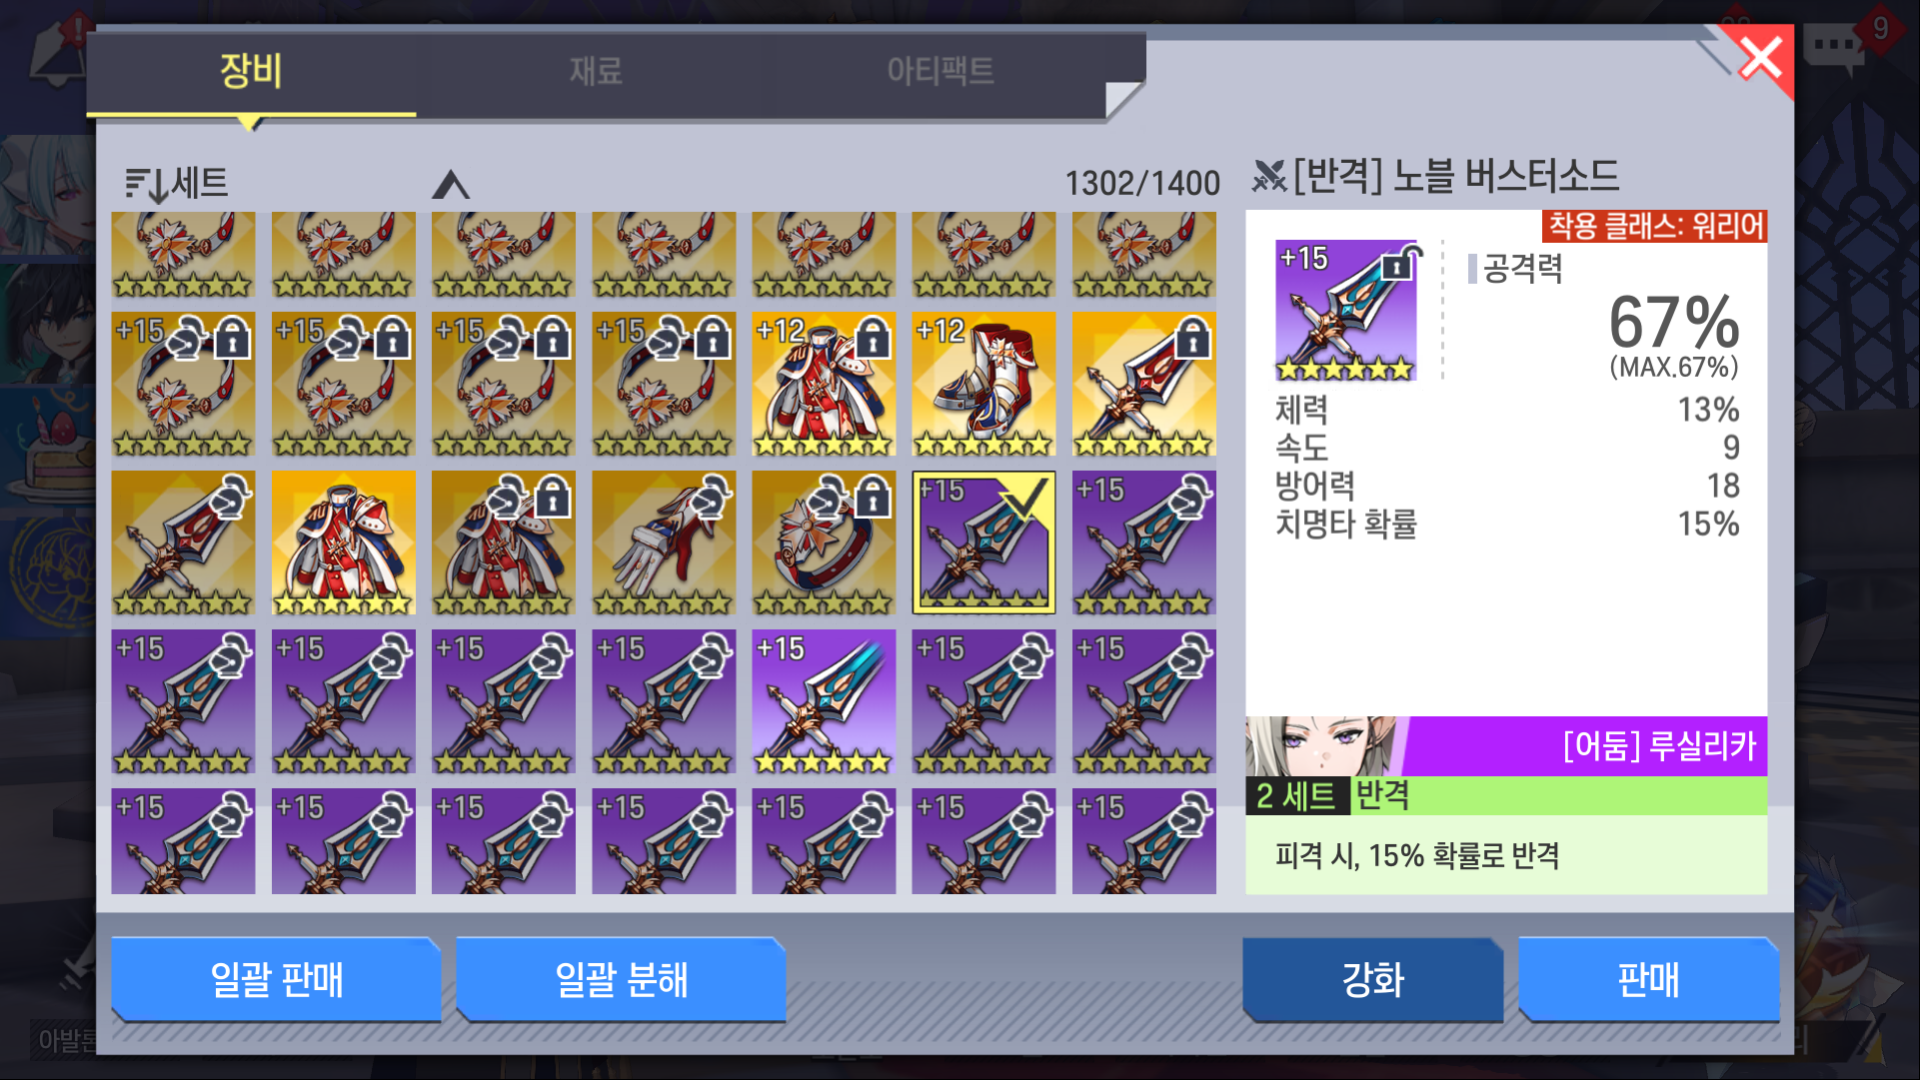 장비
재료
아티팩트
9
세트
1302/1400
[반격] 노블 버스터소드
착용 클래스: 워리어
+15
공격력
67%
(MAX.67%)
체력 13%
속도 9
방어력 18
치명타 확률 15%
[어둠] 루실리카
2 세트 반격
피격 시, 15% 확률로 반격
+15 +15 +15 +15 +12 +12
+15 +15
+15 +15 +15 +15 +15 +15 +15
+15 +15 +15 +15 +15 +15 +15
일괄 판매
일괄 분해
강화
판매